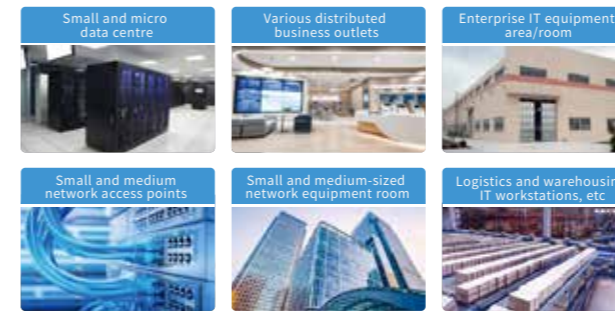 Small and micro
data centre
Various distributed
business outlets
Enterprise IT equipment
area/room
Small and medium
network access points
Small and medium-sized
network equipment room
Logistics and warehousin
IT workstations, etc